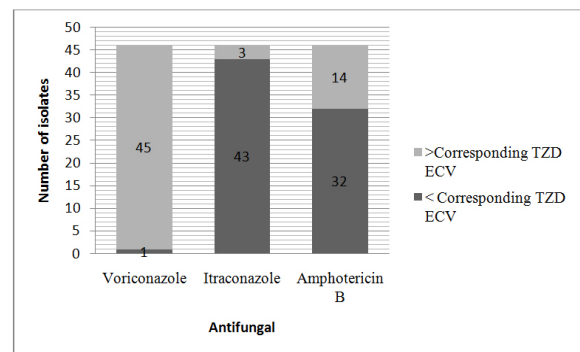 50
45
40
35
30
25
20
15
10
5
0
Number of isolates
45
1
3
43
14
32
Voriconazole
Itraconazole
Amphotericin
B
Antifungal
>Corresponding TZD
ECV
< Corresponding TZD
ECV